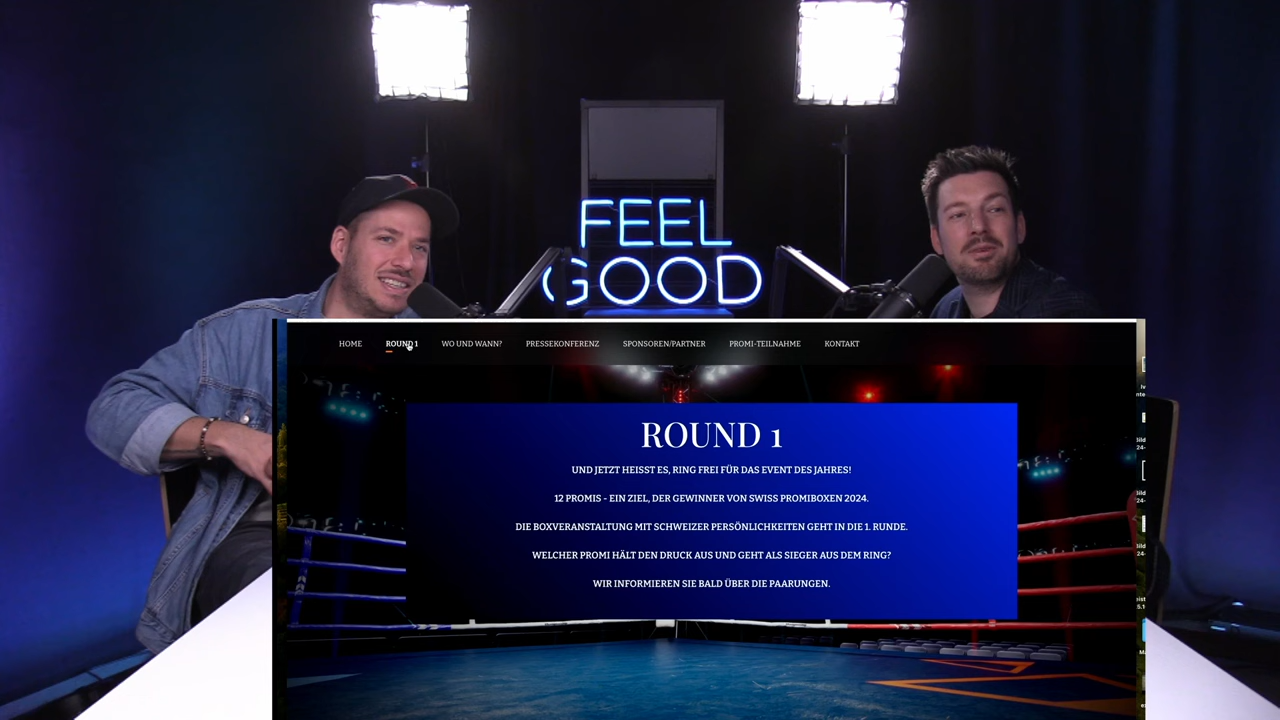 FEEL
GOOD
HOME ROUND 1 WO UND WANN? PRESSEKONFERENZ SPONSOREN/PARTNER PROMI-TEILNAHME KONTAKT
ROUND 1
UND JETZT HEISST ES, RING FREI FÜR DAS EVENT DES JAHRES!
12 PROMIS - EIN ZIEL, DER GEWINNER VON SWISS PROMIBOXEN 2024.
DIE BOXVERANSTALTUNG MIT SCHWEIZER PERSÖNLICHKEITEN GEHT IN DIE 1. RUNDE.
WELCHER PROMI HÄLT DEN DRUCK AUS UND GEHT ALS SIEGER AUS DEM RING?
WIR INFORMIEREN SIE BALD ÜBER DIE PAARUNGEN.